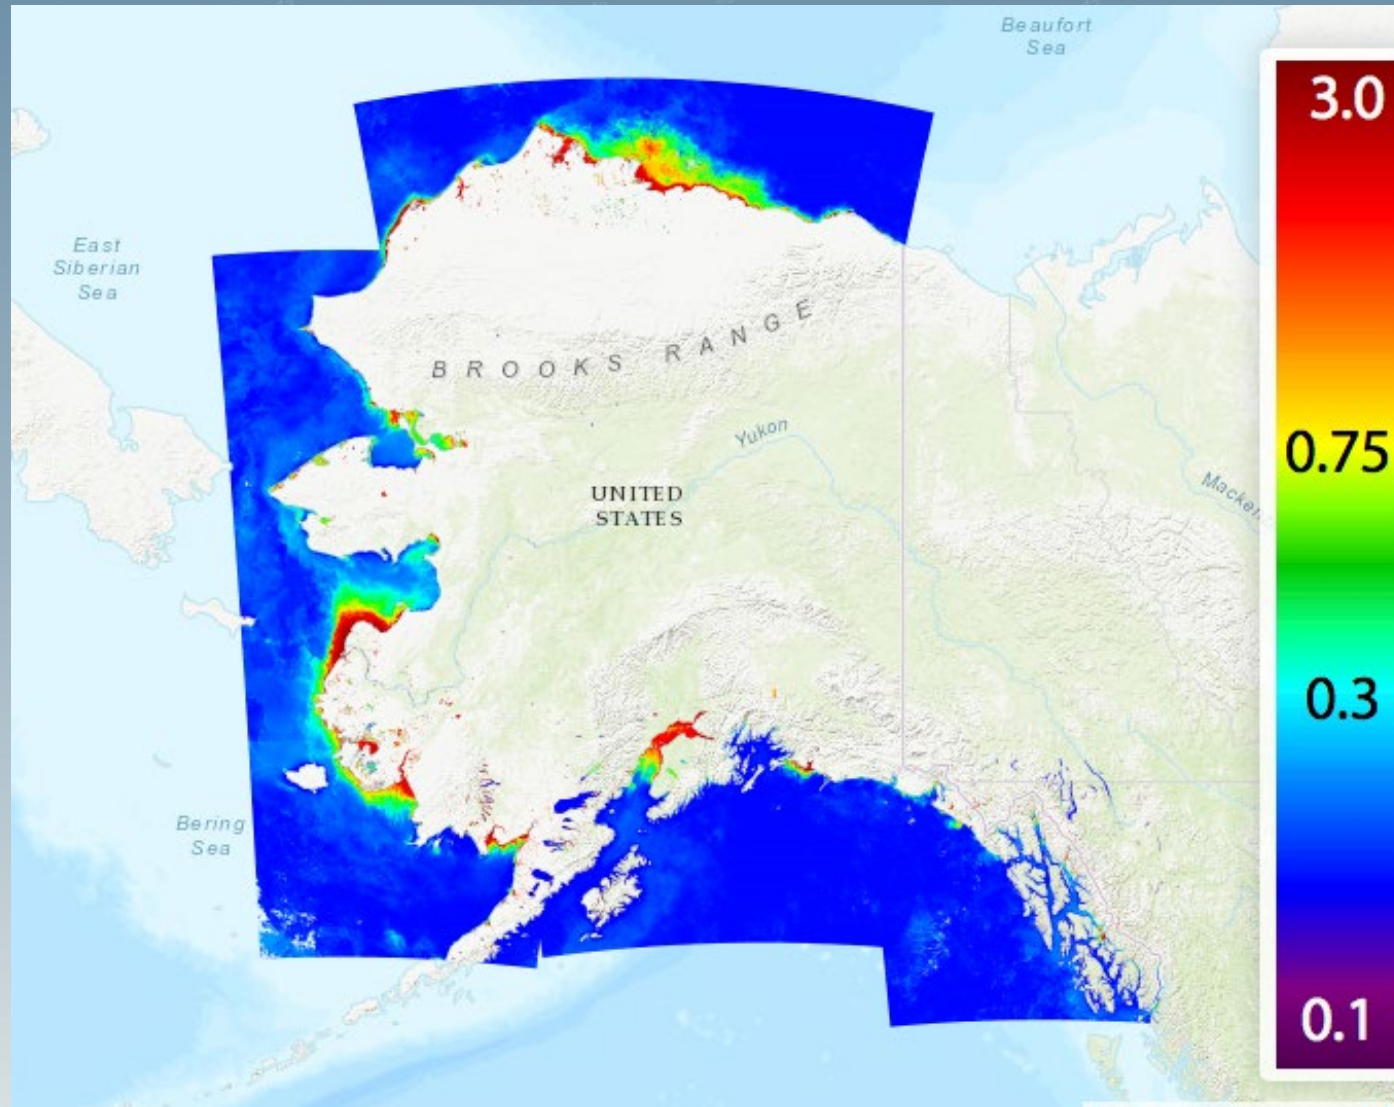 Beaufort
Sea
East
Siberian
Sea
BROOKS RANGE
Yukon
UNITED
STATES
Bering
Sea
3.0
0.75
0.3
0.1